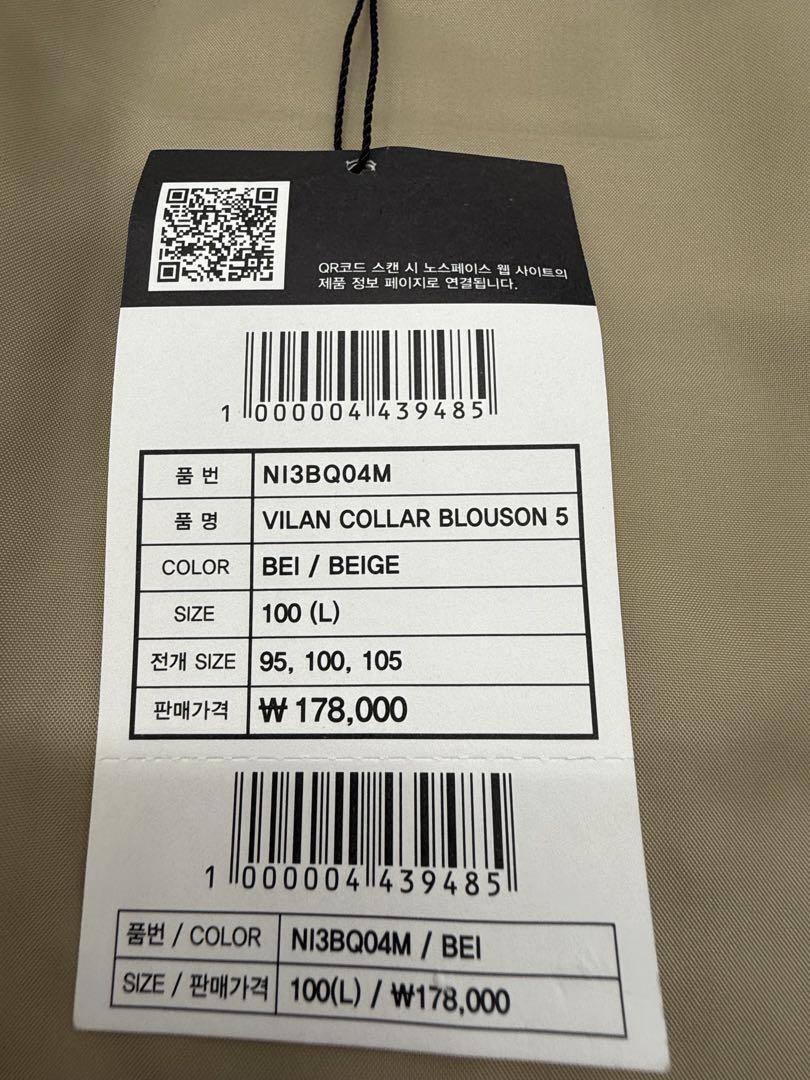 QR코드 스캔 시 노스페이스 웹 사이트의
제품 정보 페이지로 연결됩니다.
1 000004 439485
품 번 NI3BQ04M
품 명 VILAN COLLAR BLOUSON 5
COLOR BEI / BEIGE
SIZE 100 (L)
전개 SIZE 95, 100, 105
판매가격 ₩ 178,000
1 000004 439485
품번 / COLOR NI3BQ04M / BEI
SIZE / 판매가격 100(L) / ₩178,000